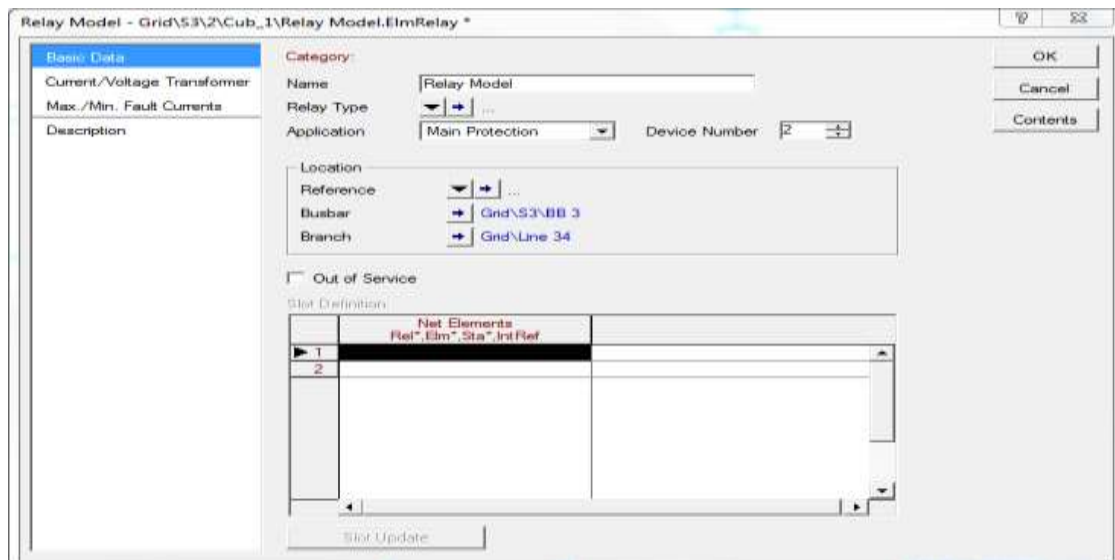 Relay Model - Grid\S3\2\Cub_1\Relay Model.ElmRelay *
Basic Data
Current/Voltage Transformer
Max./Min. Fault Currents
Description
Category:
Name Relay Model
Relay Type ...
Application Main Protection Device Number 2
Location
Reference ...
Busbar Grid\S3\BB 3
Branch Grid\Line 34
Out of Service
Slot Definition
Net Elements
Rel*,Elm*,Sta*,IntRef
1
2
Slot Update
OK
Cancel
Contents